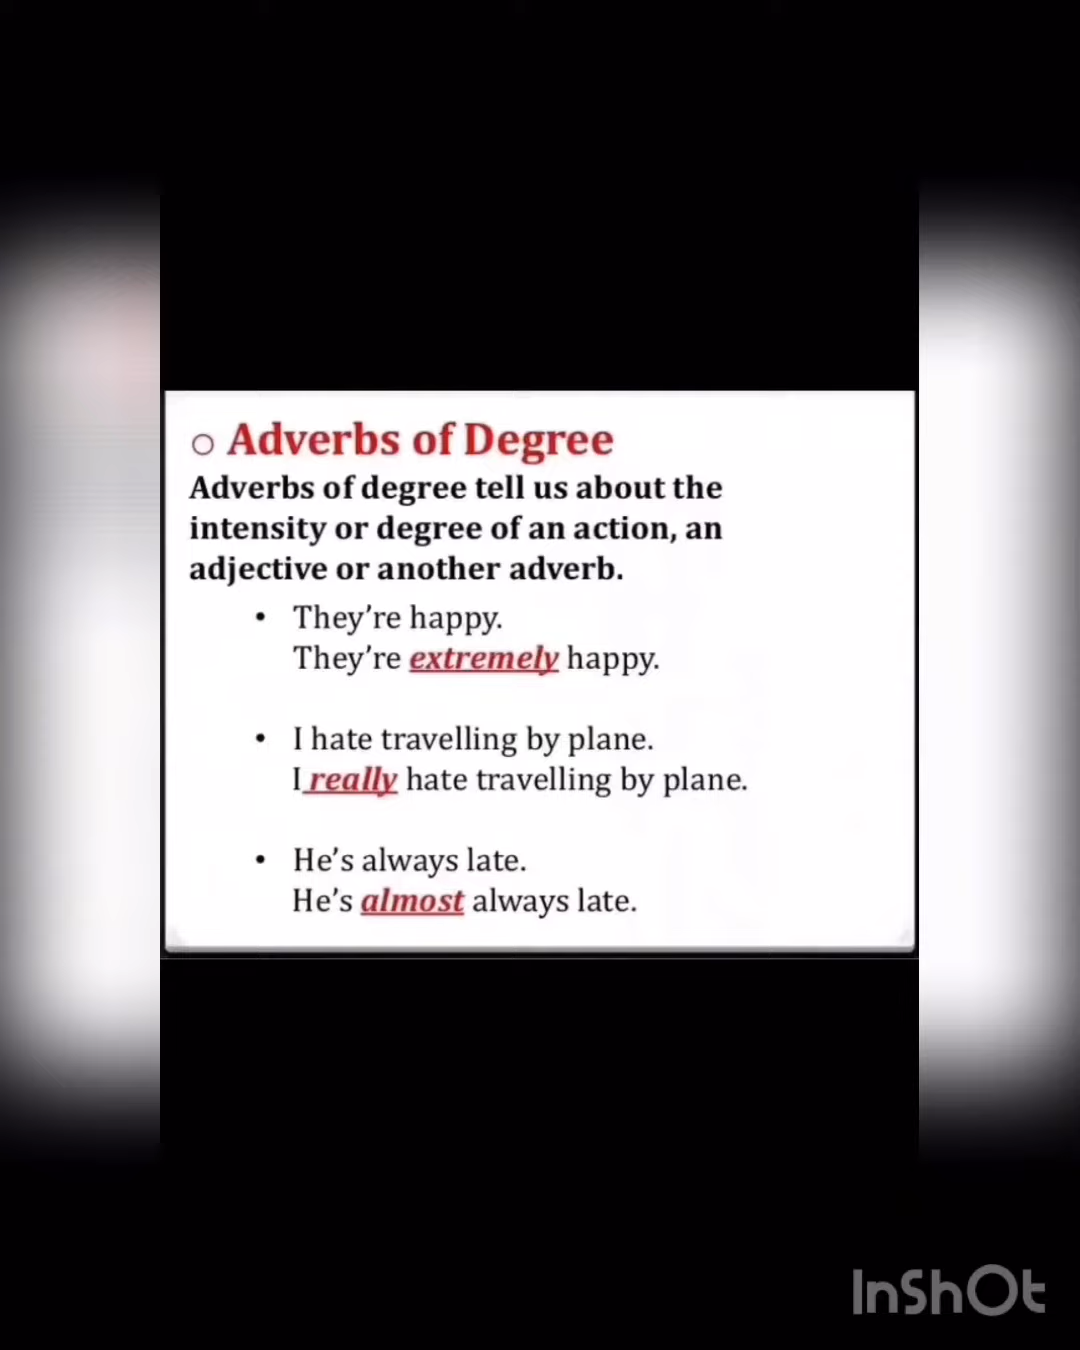 ○ Adverbs of Degree
Adverbs of degree tell us about the
intensity or degree of an action, an
adjective or another adverb.
• They're happy.
They're extremely happy.
• I hate travelling by plane.
I really hate travelling by plane.
• He's always late.
He's almost always late.
InShOt